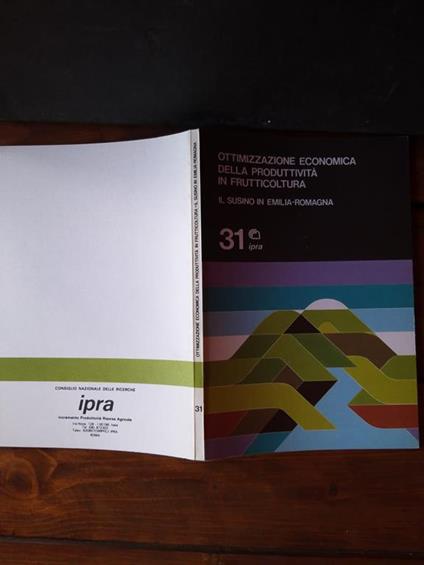 OTTIMIZZAZIONE ECONOMICA
DELLA PRODUTTIVITÀ
IN FRUTTICOLTURA
IL SUSINO IN EMILIA-ROMAGNA
31
ipra
OTTIMIZZAZIONE ECONOMICA DELLA PRODUTTIVITÀ IN FRUTTICOLTURA - IL SUSINO IN EMILIA-ROMAGNA
31
CONSIGLIO NAZIONALE DELLE RICERCHE
ipra
Incremento Produttività Risorse Agricole
ROMA